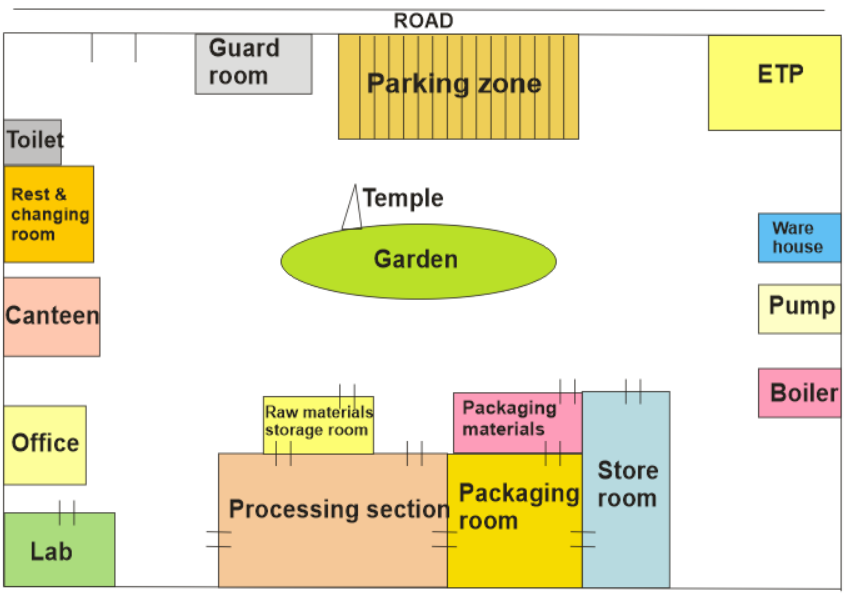 ROAD
Guard
room
Parking zone
ETP
Toilet
Rest &
changing
room
Temple
Garden
Ware
house
Canteen
Pump
Boiler
Raw materials
storage room
Packaging
materials
Office
Store
room
Processing section
Packaging
room
Lab